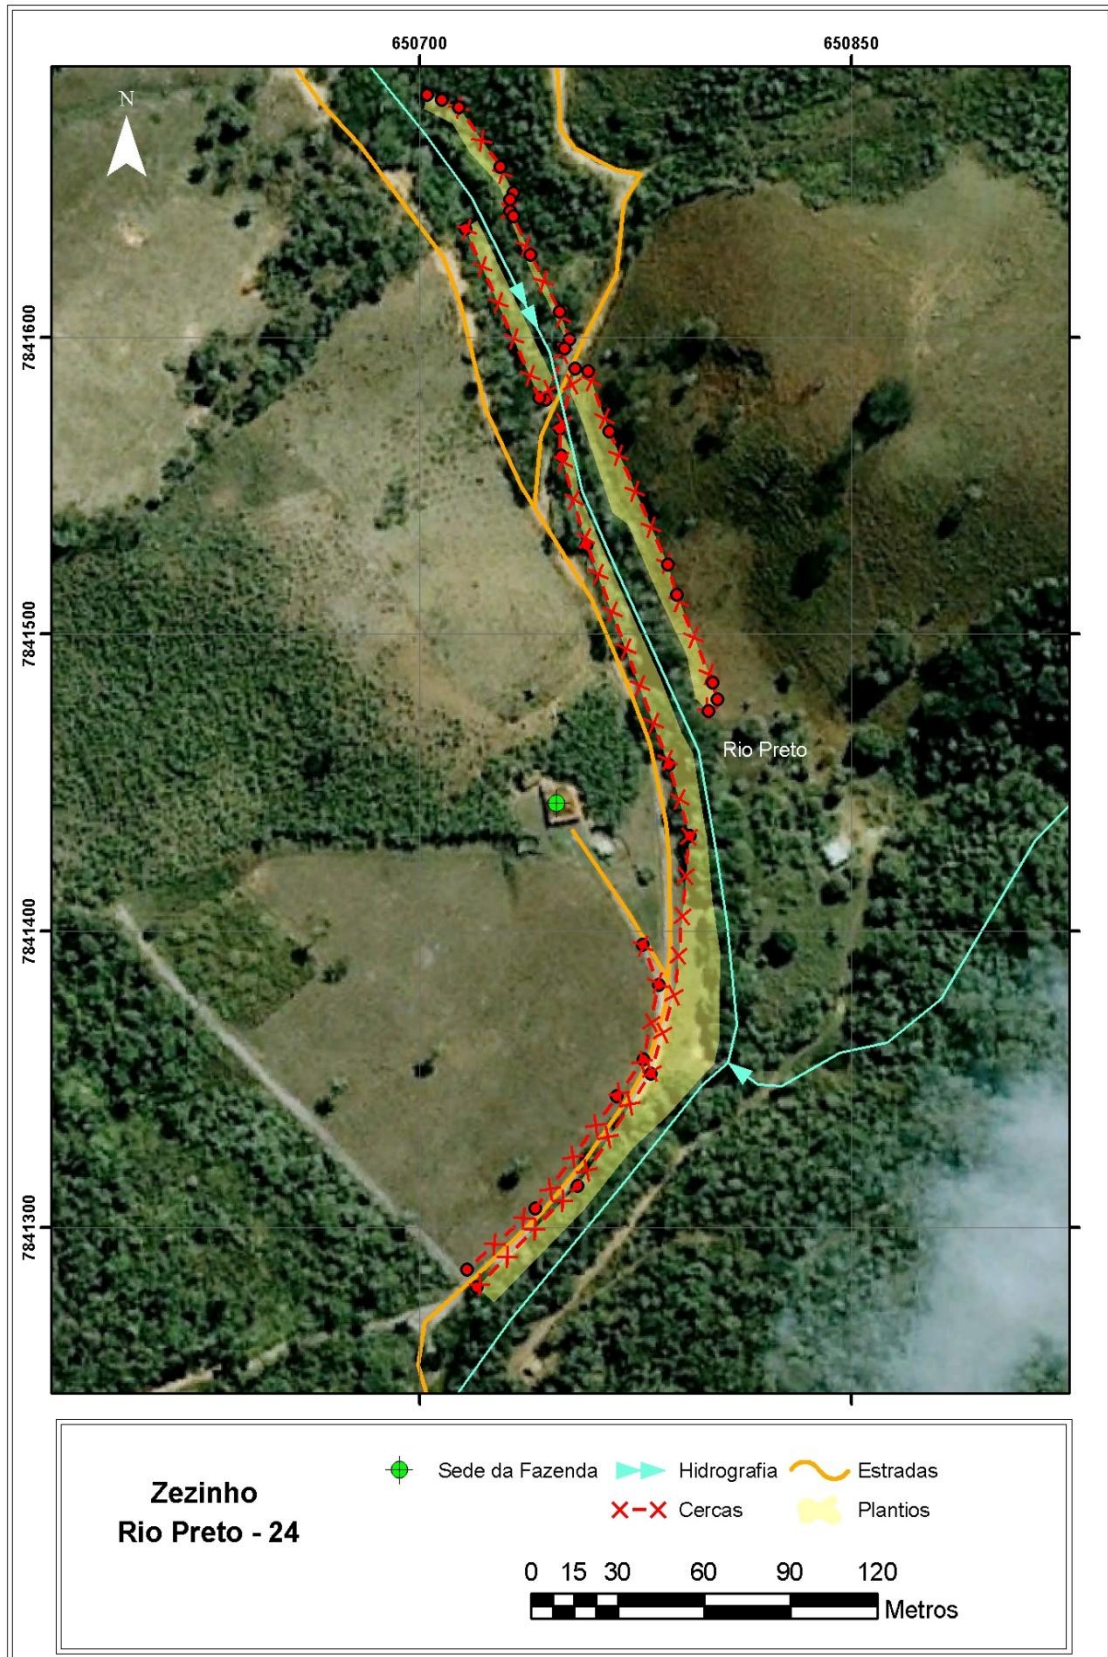 650700 650850
N
7841600
7841500
Rio Preto
7841400
7841300
Zezinho
Rio Preto - 24
Sede da Fazenda Hidrografia Estradas
Cercas Plantios
0 15 30 60 90 120
Metros